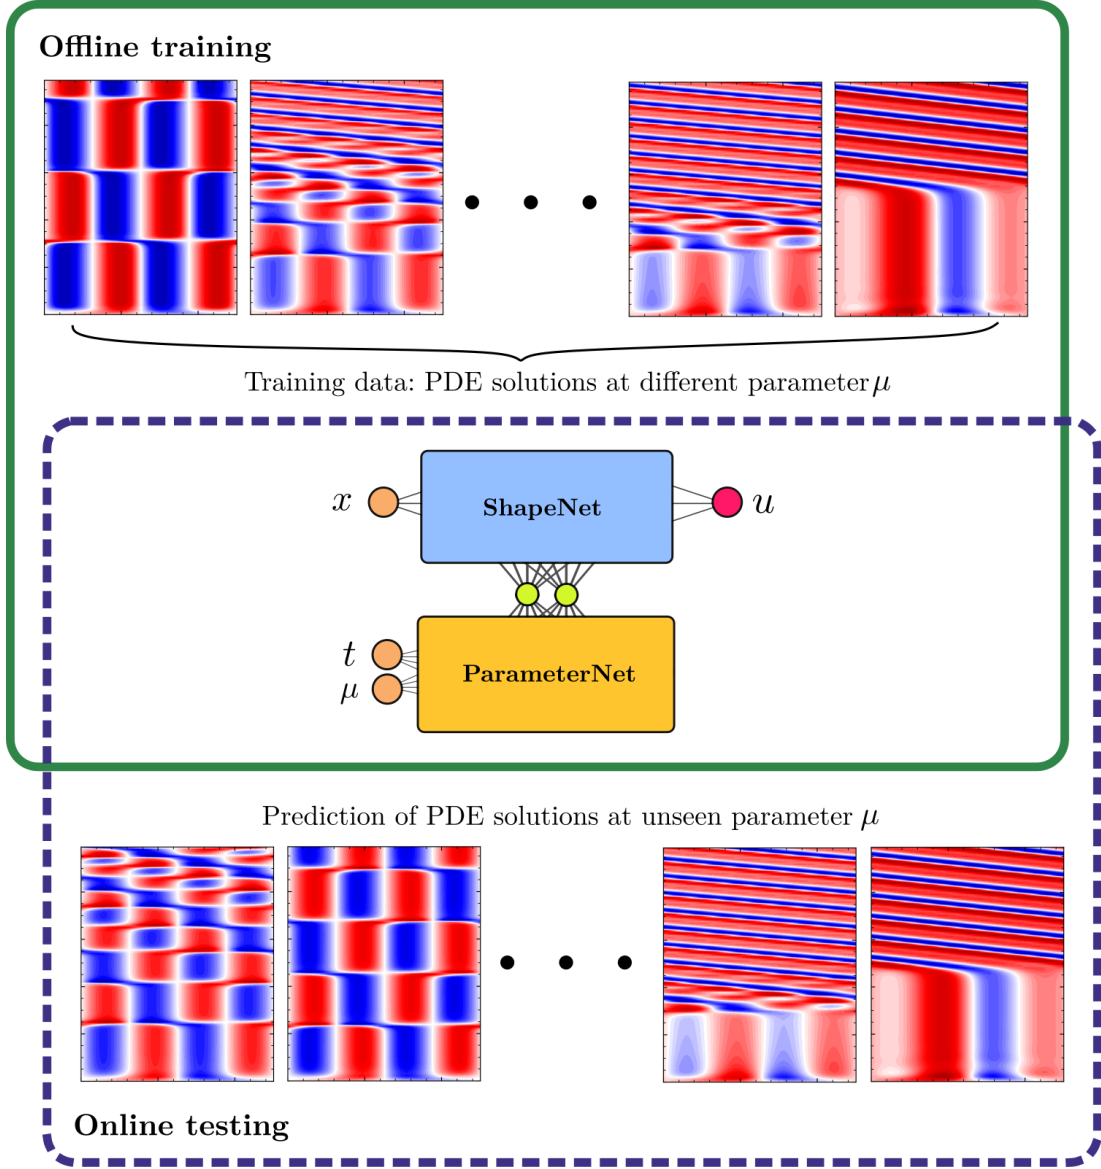 Offline training
Training data: PDE solutions at different parameter μ
x
ShapeNet
u
t
ParameterNet
μ
Prediction of PDE solutions at unseen parameter μ
Online testing